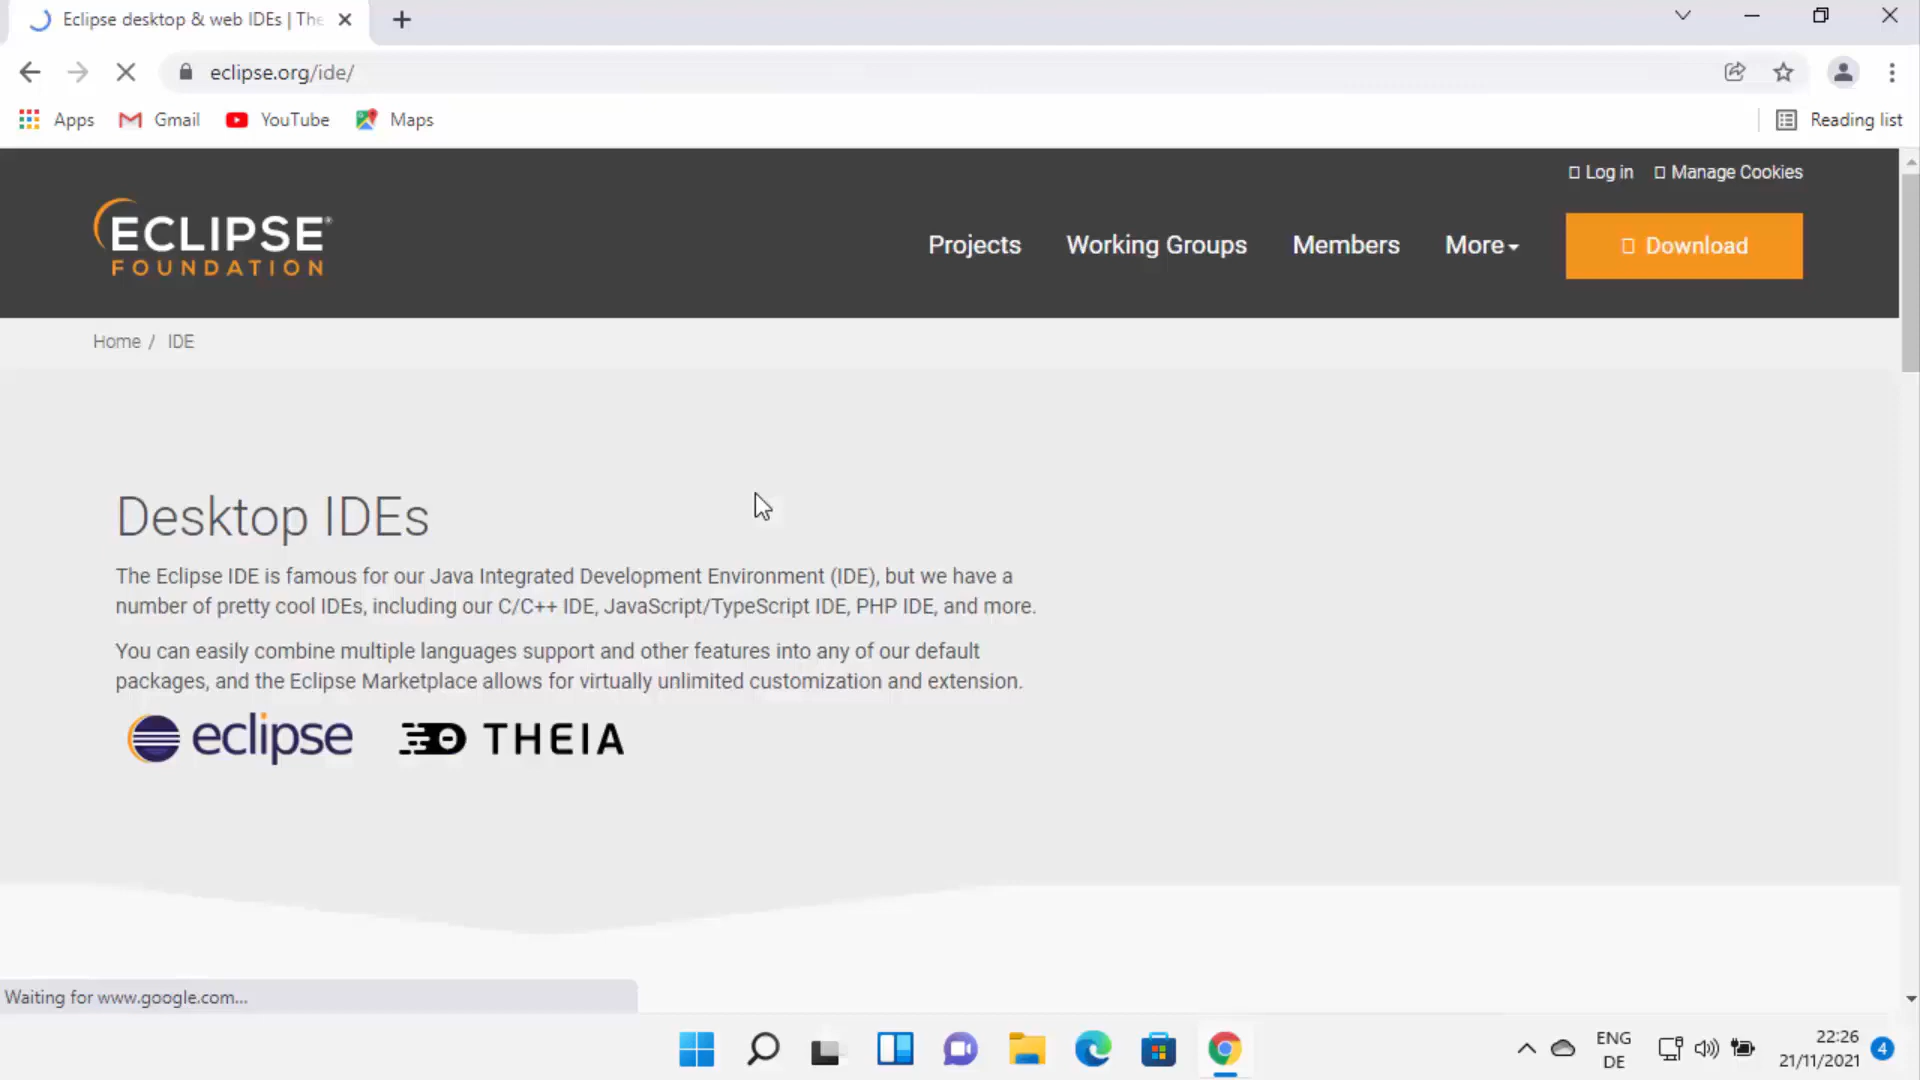 Eclipse desktop & web IDEs | The
eclipse.org/ide/
Apps Gmail YouTube Maps Reading list
Log in Manage Cookies
ECLIPSE®
FOUNDATION
Projects Working Groups Members More Download
Home / IDE
Desktop IDEs
The Eclipse IDE is famous for our Java Integrated Development Environment (IDE), but we have a
number of pretty cool IDEs, including our C/C++ IDE, JavaScript/TypeScript IDE, PHP IDE, and more.
You can easily combine multiple languages support and other features into any of our default
packages, and the Eclipse Marketplace allows for virtually unlimited customization and extension.
eclipse THEIA
Waiting for www.google.com...
ENG
DE
22:26
21/11/2021
4